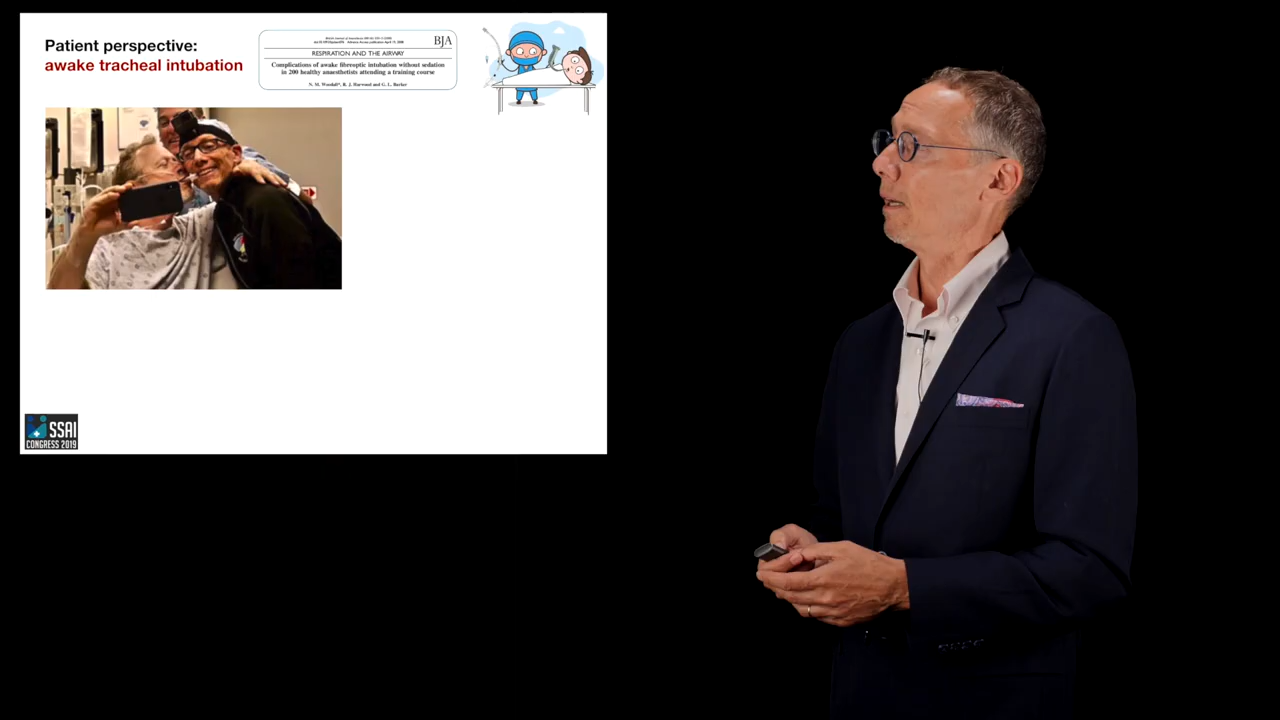 Patient perspective:
awake tracheal intubation
BJA
RESPIRATION AND THE AIRWAY
Complications of awake fibreoptic intubation without sedation
in 200 healthy anaesthetists attending a training course
N. M. Woodall*, R. J. Harwood and G. L. Barker
SSAI
CONGRESS 2019